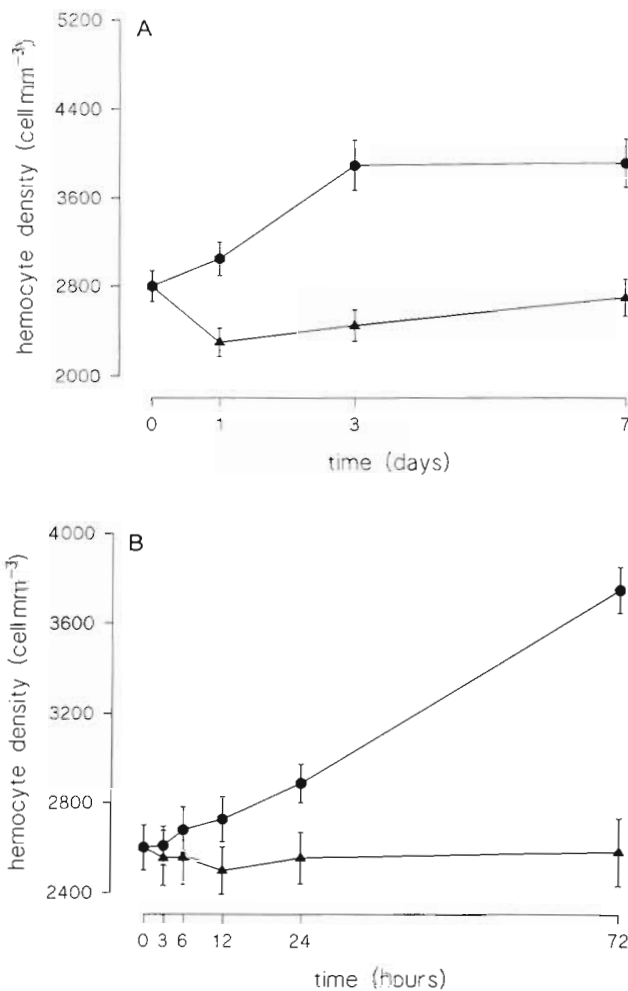 A
hemocyte density (cell mm⁻³)
5200
4400
3600
2800
2000
0 1 3 7
time (days)
B
hemocyte density (cell mm⁻³)
4000
3600
3200
2800
2400
0 3 6 12 24 72
time (hours)